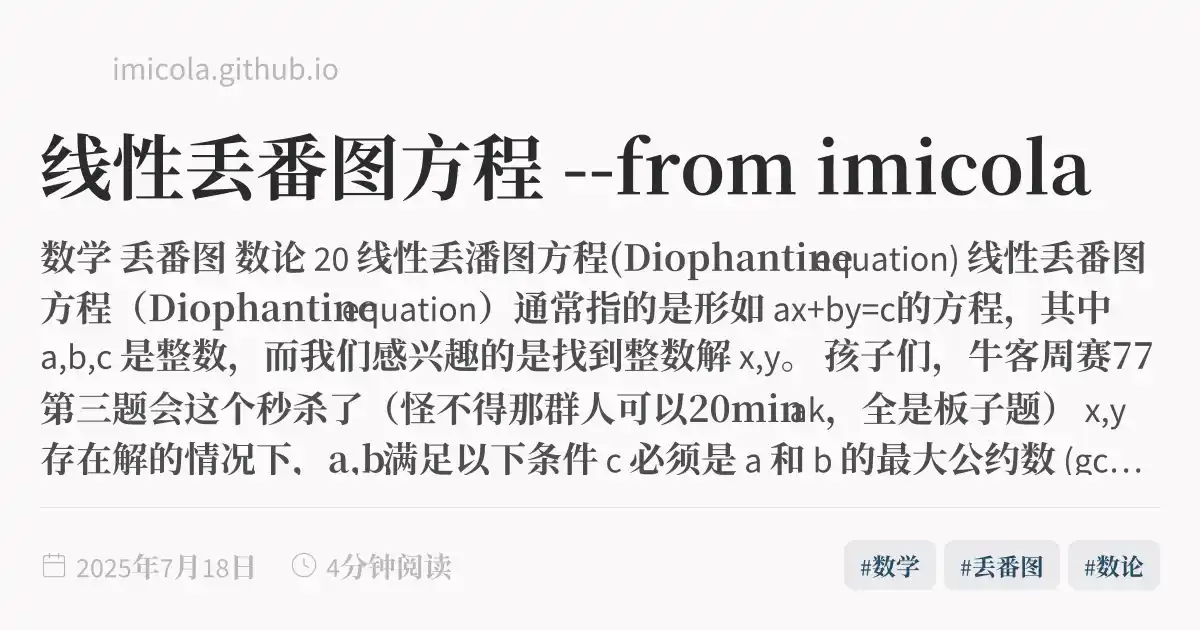 imicola.github.io
线性丢番图方程 --from imicola
数学 丢番图 数论 20 线性丢潘图方程(Diophantine equation) 线性丢番图
方程（Diophantine equation）通常指的是形如 ax+by=c的方程，其中
a,b,c 是整数，而我们感兴趣的是找到整数解 x,y。 孩子们，牛客周赛77
第三题会这个秒杀了（怪不得那群人可以20min ak，全是板子题） x,y
存在解的情况下，a,b满足以下条件 c 必须是 a 和 b 的最大公约数 (gc…
2025年7月18日 4分钟阅读
#数学 #丢番图 #数论